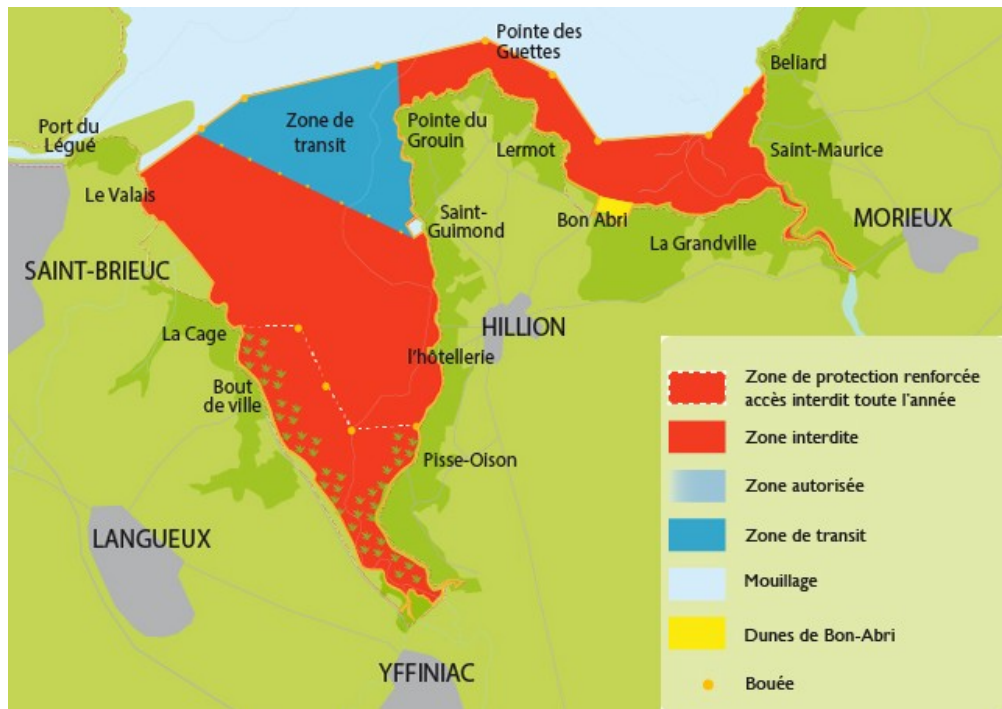 Pointe des
Guettes
Beliard
Port du
Légué
Zone de
transit
Pointe du
Grouin
Lermot
Saint-Maurice
Le Valais
Saint-
Guimond
Bon Abri
MORIEUX
La Grandville
SAINT-BRIEUC
La Cage
HILLION
l'hôtellerie
Bout
de ville
Pisse-Oison
LANGUEUX
YFFINIAC
Zone de protection renforcée
accès interdit toute l'année
Zone interdite
Zone autorisée
Zone de transit
Mouillage
Dunes de Bon-Abri
Bouée